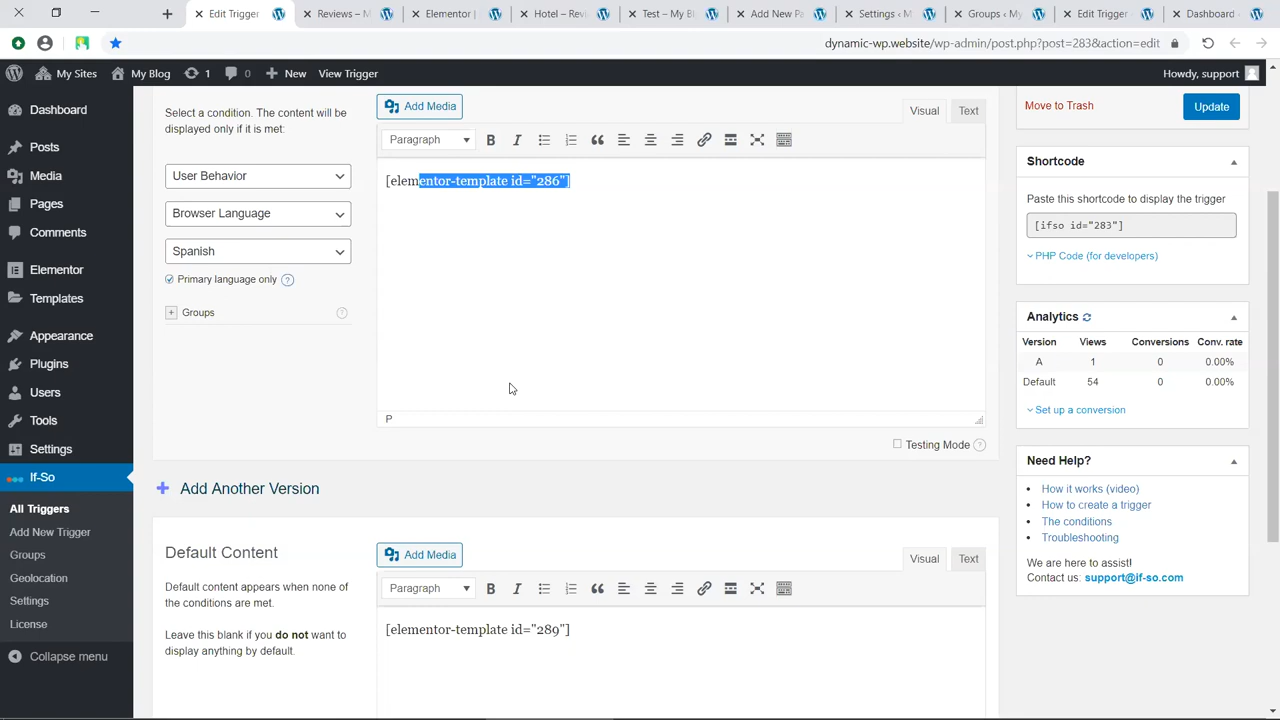 Edit Trigger
Reviews – M
Elementor |
Hotel – Revi
Test – My Bl
Add New Pa
Settings ‹ M
Groups ‹ My
Edit Trigger
Dashboard ‹
dynamic-wp.website/wp-admin/post.php?post=283&action=edit
My Sites
My Blog
1
0
New
View Trigger
Howdy, support
Dashboard
Posts
Media
Pages
Comments
Elementor
Templates
Appearance
Plugins
Users
Tools
Settings
If-So
All Triggers
Add New Trigger
Groups
Geolocation
Settings
License
Collapse menu
Select a condition. The content will be
displayed only if it is met:
User Behavior
Browser Language
Spanish
Primary language only ?
+ Groups ?
Add Media
Visual
Text
Paragraph
B
I
[elementor-template id="286"]
P
Testing Mode ?
+ Add Another Version
Default Content
Default content appears when none of
the conditions are met.
Leave this blank if you do not want to
display anything by default.
Add Media
Visual
Text
Paragraph
B
I
[elementor-template id="289"]
Move to Trash
Update
Shortcode
Paste this shortcode to display the trigger
[ifso id="283"]
PHP Code (for developers)
Analytics
Version Views Conversions Conv. rate
A 1 0 0.00%
Default 54 0 0.00%
Set up a conversion
Need Help?
• How it works (video)
• How to create a trigger
• The conditions
• Troubleshooting
We are here to assist!
Contact us: support@if-so.com